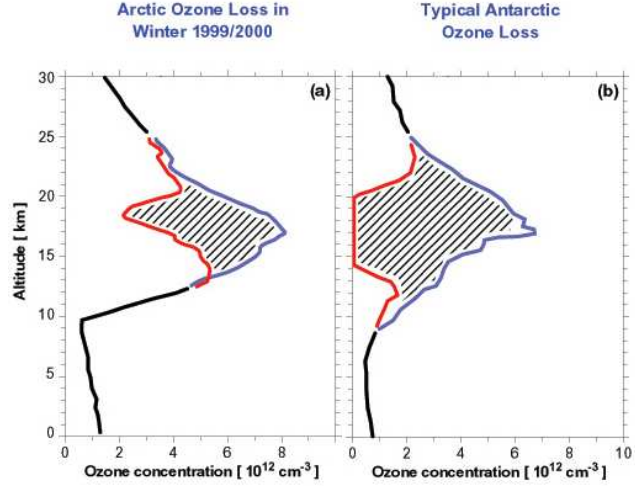 Arctic Ozone Loss in
Winter 1999/2000
Typical Antarctic
Ozone Loss
(a)
(b)
30
25
20
15
10
5
0
Altitude [ km]
0 2 4 6 8
0 2 4 6 8 10
Ozone concentration [ 10¹² cm⁻³ ]
Ozone concentration [ 10¹² cm⁻³ ]